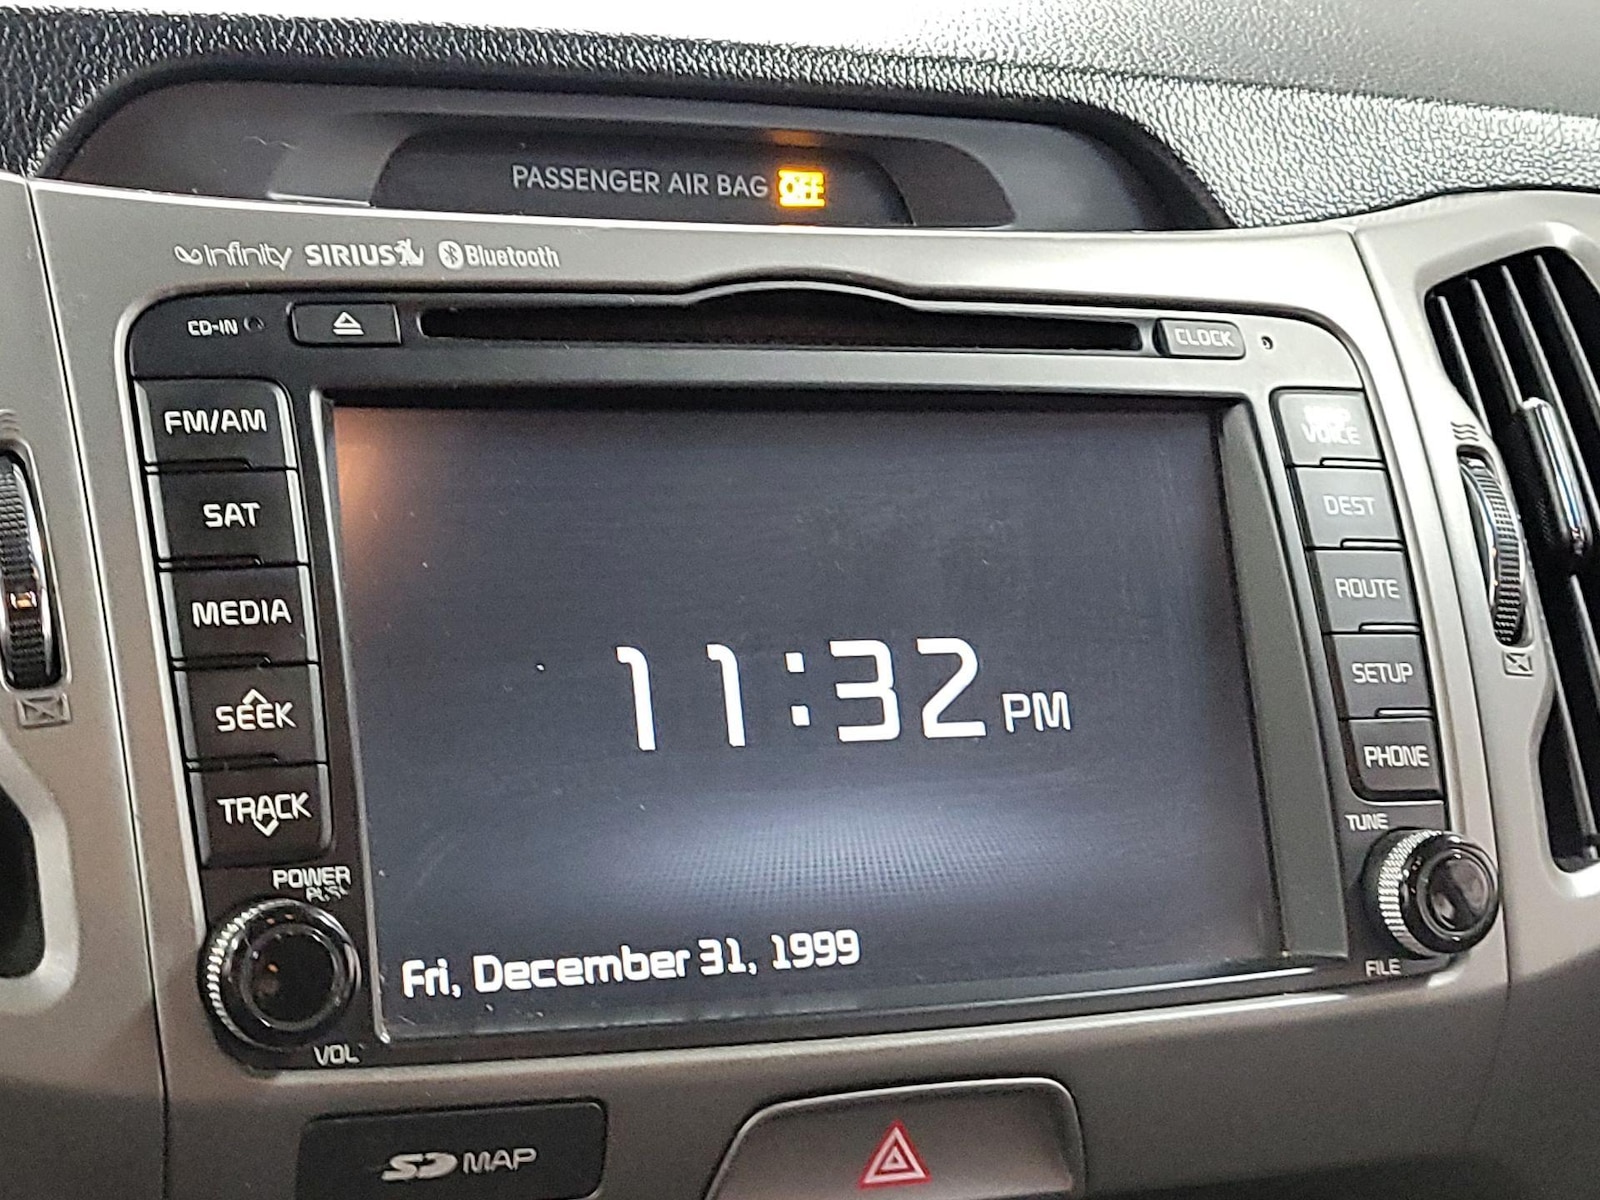 PASSENGER AIR BAG OFF
infinity SIRIUS Bluetooth
CD-IN
CLOCK
FM/AM
SAT
MEDIA
SEEK
TRACK
POWER
VOL
11:32 PM
Fri, December 31, 1999
VOICE
DEST
ROUTE
SETUP
PHONE
TUNE
FILE
SD MAP